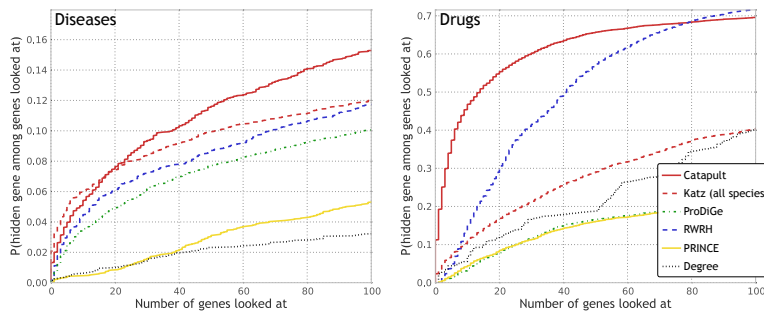 Diseases
P(hidden gene among genes looked at)
0.16
0.14
0.12
0.10
0.08
0.06
0.04
0.02
0.00
0 20 40 60 80 100
Number of genes looked at
Drugs
P(hidden gene among genes looked at)
0.7
0.6
0.5
0.4
0.3
0.2
0.1
0.0
0 20 40 60 80 100
Number of genes looked at
Catapult
Katz (all species
ProDiGe
RWRH
PRINCE
Degree